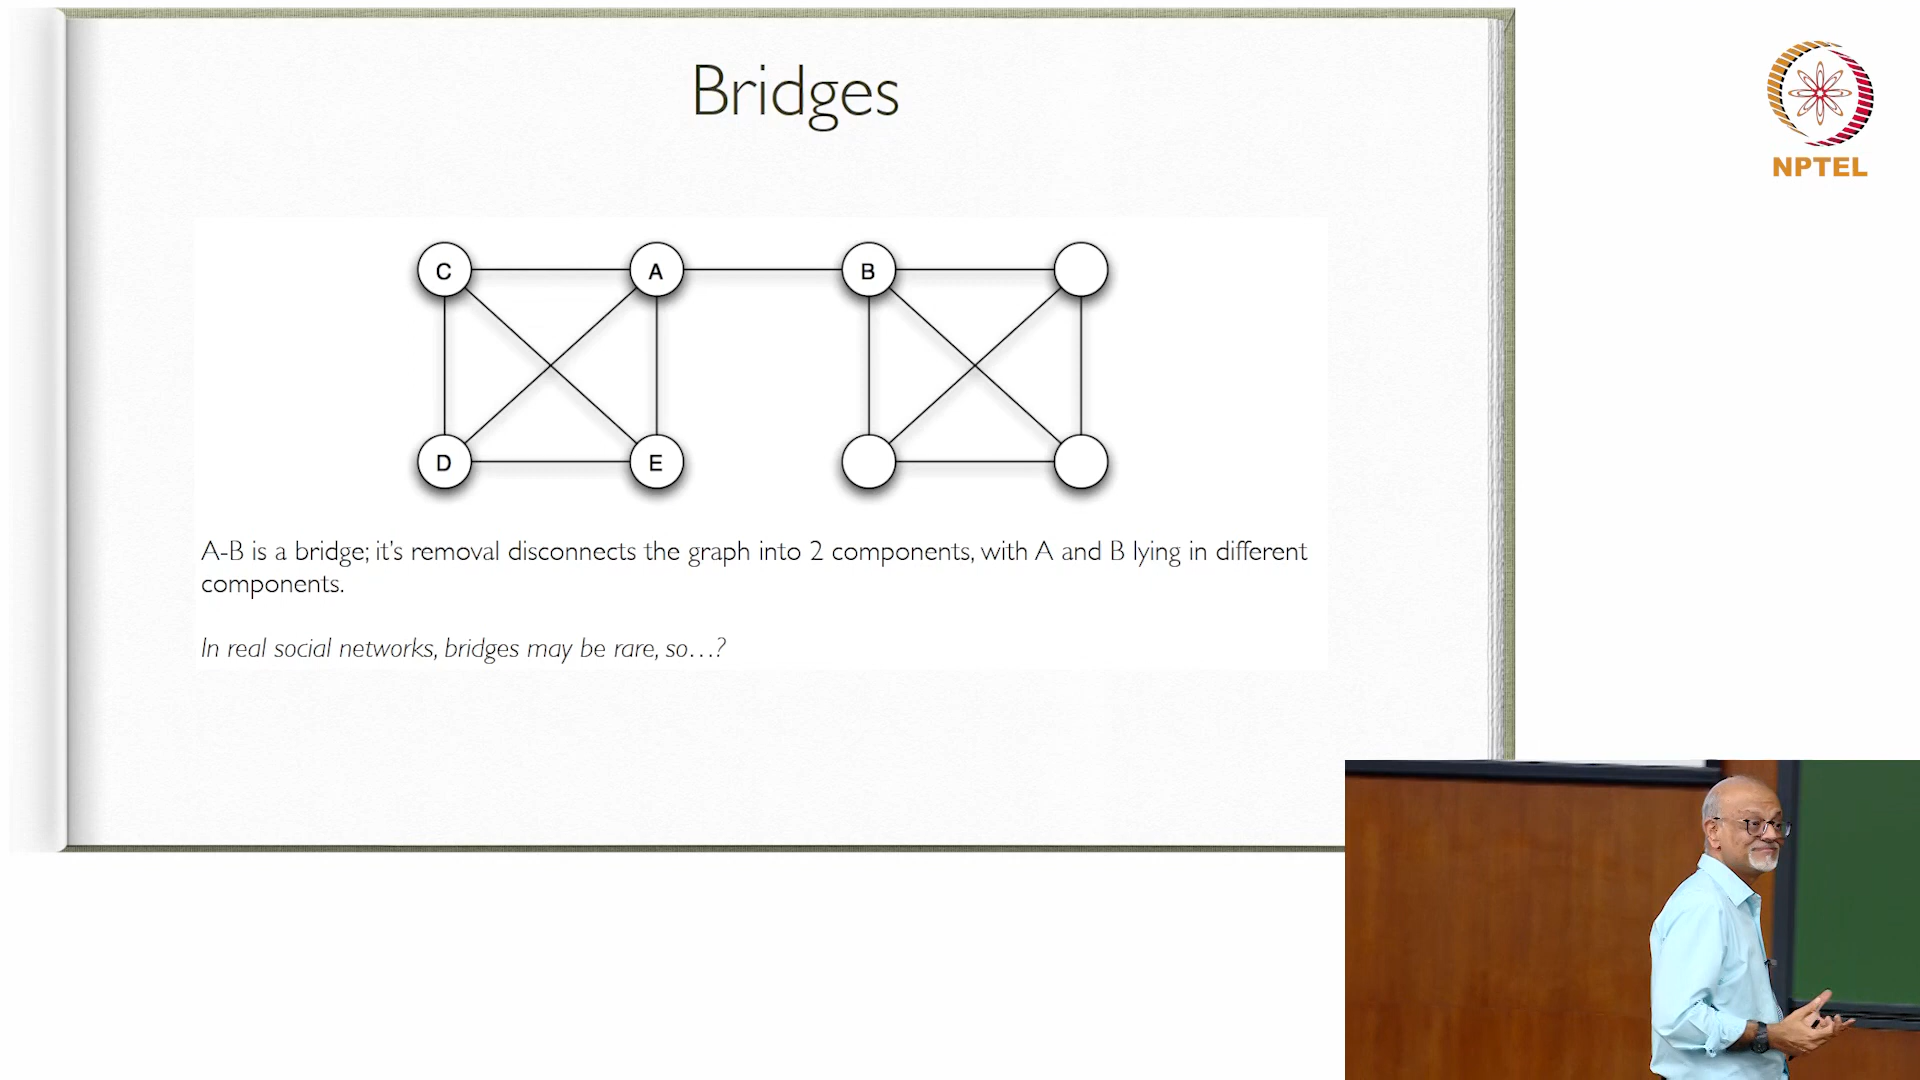 Bridges
NPTEL
C
A
B
D
E
A-B is a bridge; it's removal disconnects the graph into 2 components, with A and B lying in different
components.
In real social networks, bridges may be rare, so...?